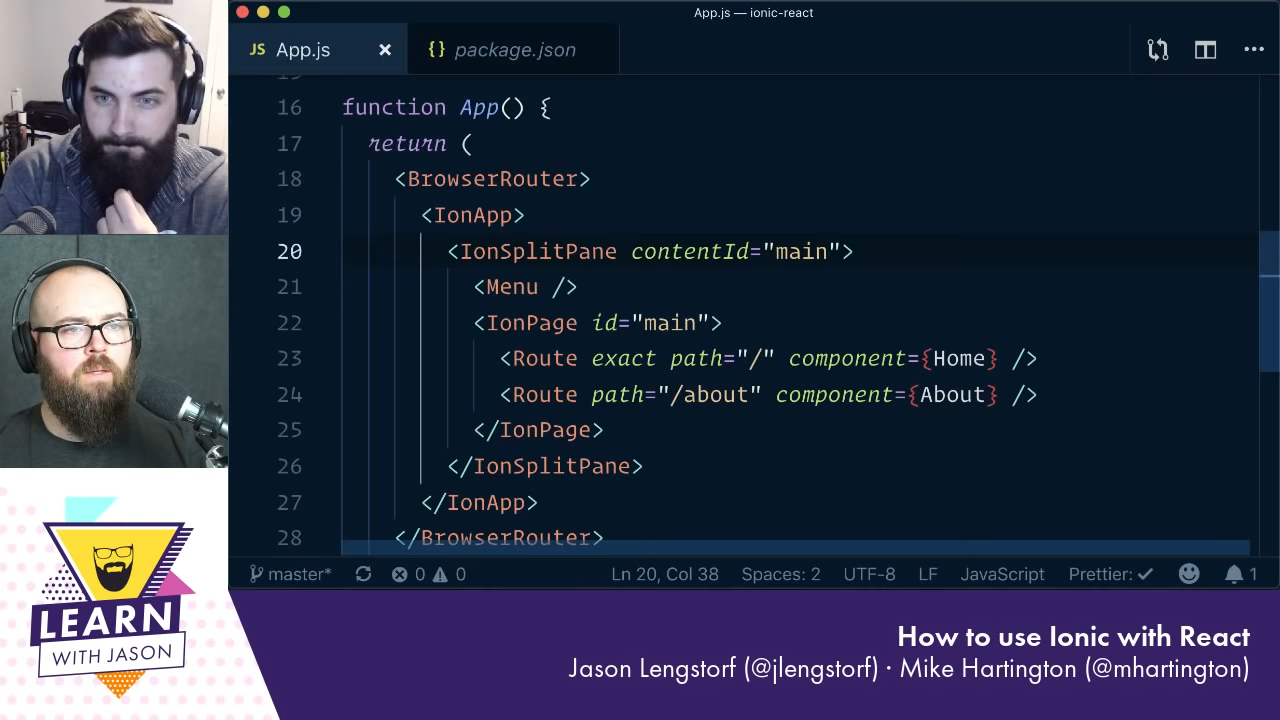 App.js — ionic-react
JS App.js ×
{} package.json
16 function App() {
17 return (
18 <BrowserRouter>
19 <IonApp>
20 <IonSplitPane contentId="main">
21 <Menu />
22 <IonPage id="main">
23 <Route exact path="/" component={Home} />
24 <Route path="/about" component={About} />
25 </IonPage>
26 </IonSplitPane>
27 </IonApp>
28 </BrowserRouter>
master* 0 0 Ln 20, Col 38 Spaces: 2 UTF-8 LF JavaScript Prettier: ✓ 1
LEARN
WITH JASON
How to use Ionic with React
Jason Lengstorf (@jlengstorf) · Mike Hartington (@mhartington)